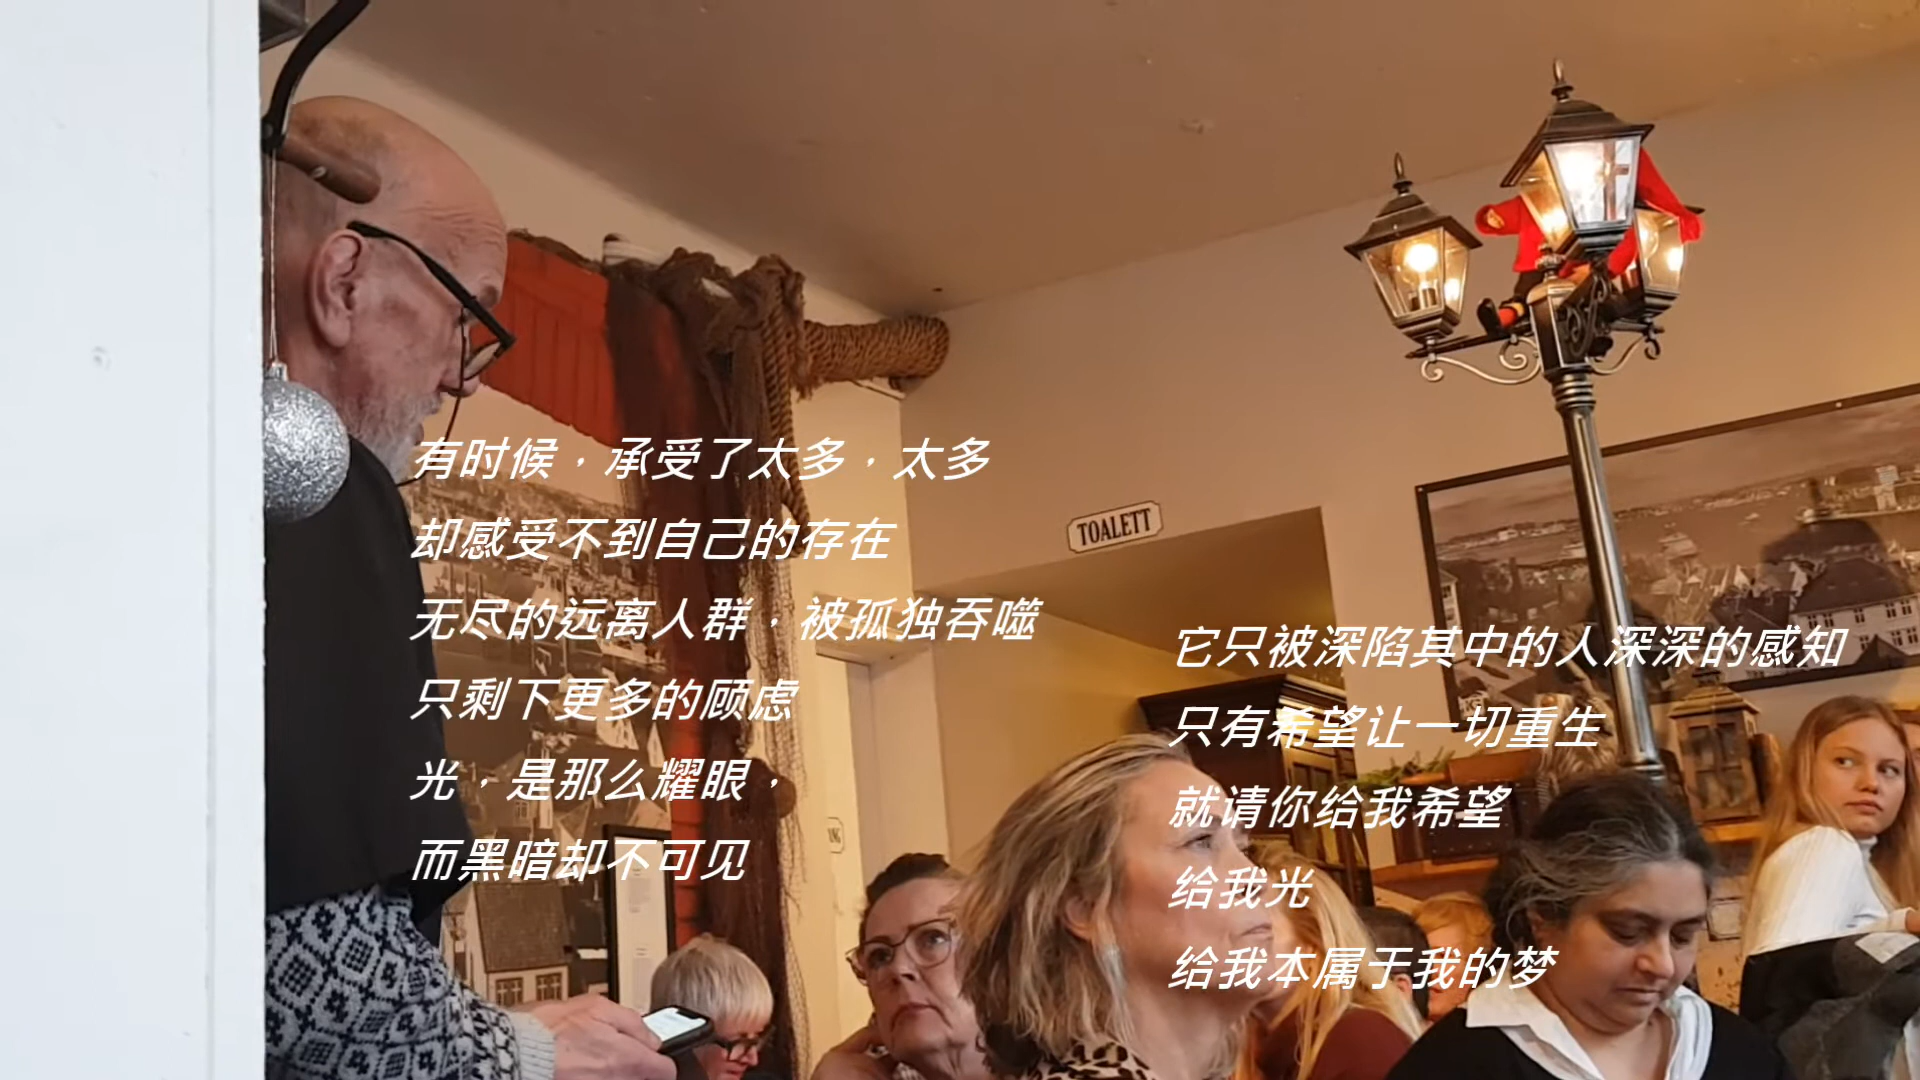 有时候，承受了太多，太多
却感受不到自己的存在
无尽的远离人群，被孤独吞噬
只剩下更多的顾虑
光，是那么耀眼，
而黑暗却不可见
TOALETT
它只被深陷其中的人深深的感知
只有希望让一切重生
就请你给我希望
给我光
给我本属于我的梦